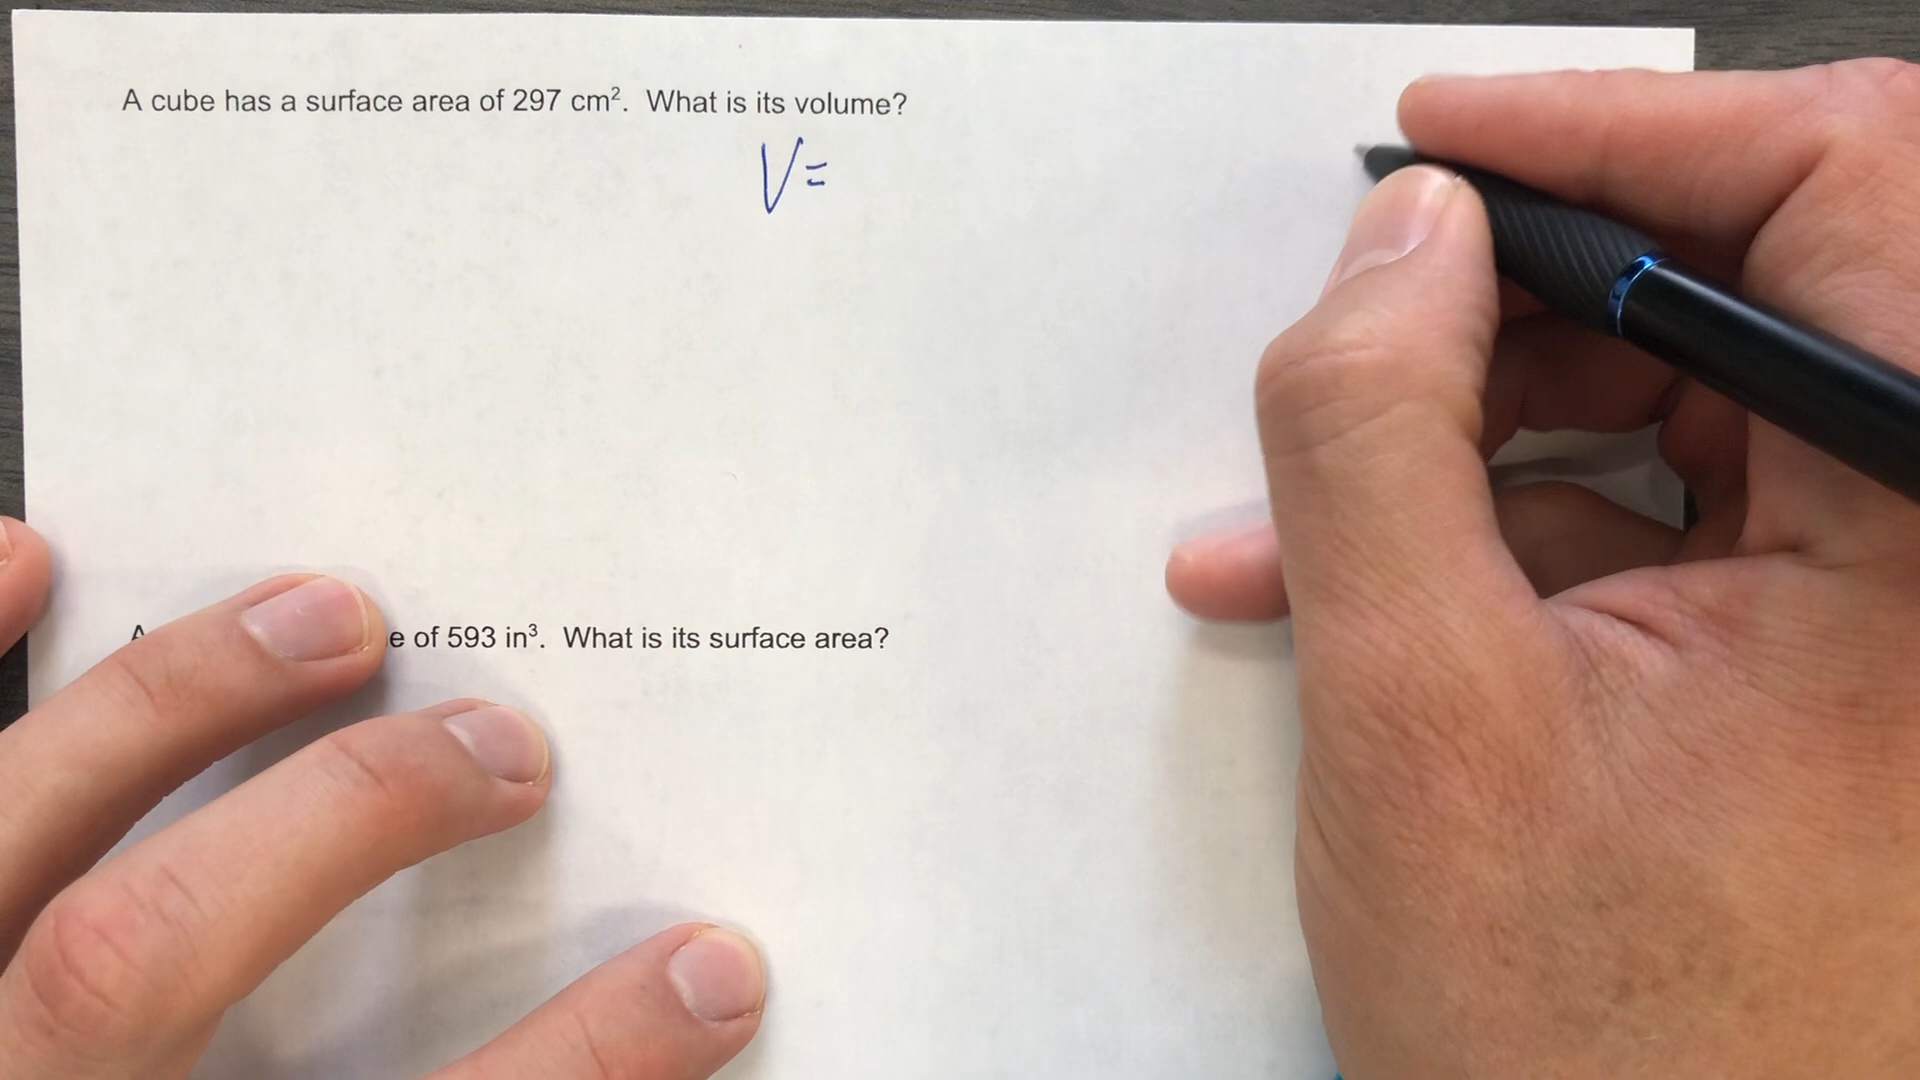 A cube has a surface area of 297 cm². What is its volume?
V=
of 593 in³. What is its surface area?